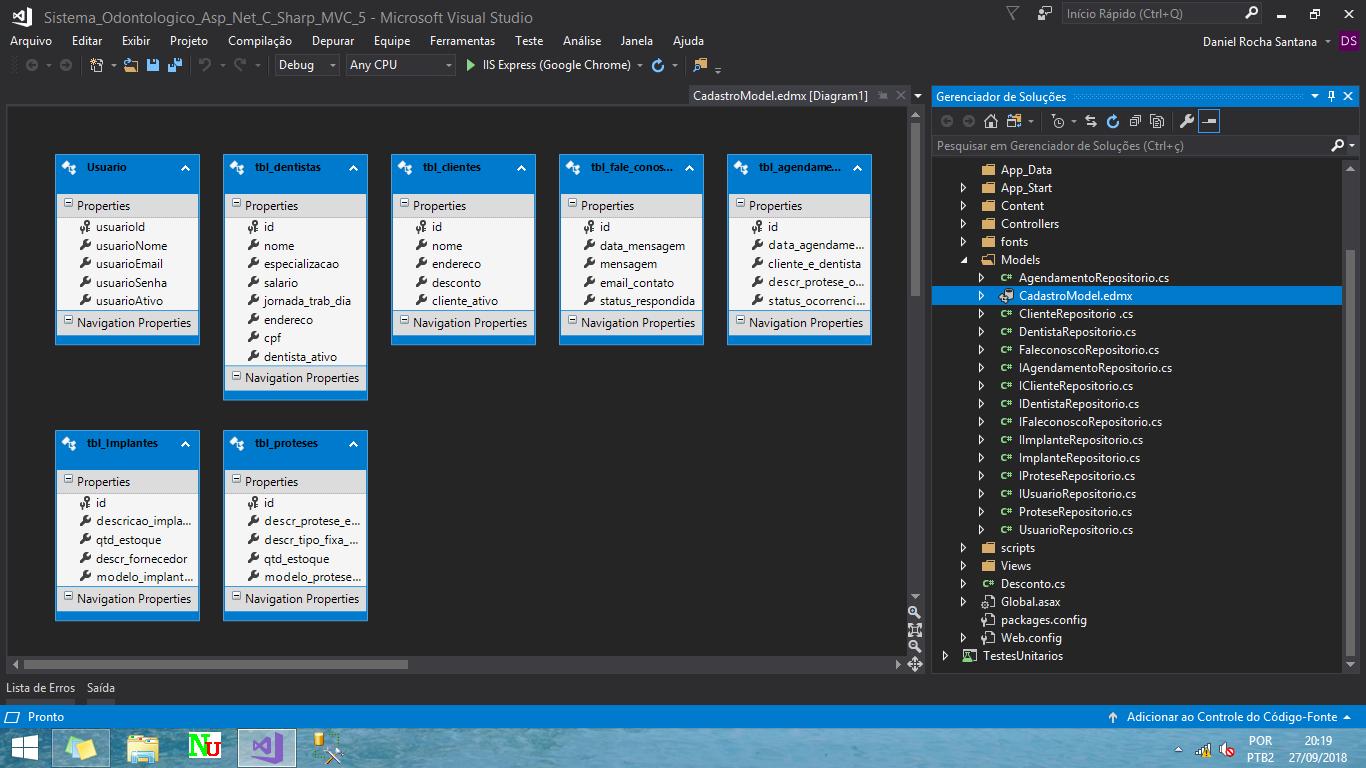 Sistema_Odontologico_Asp_Net_C_Sharp_MVC_5 - Microsoft Visual Studio
Início Rápido (Ctrl+Q)
Arquivo Editar Exibir Projeto Compilação Depurar Equipe Ferramentas Teste Análise Janela Ajuda
Daniel Rocha Santana DS
Debug Any CPU IIS Express (Google Chrome)
CadastroModel.edmx [Diagram1]
Usuario
Properties
usuarioId
usuarioNome
usuarioEmail
usuarioSenha
usuarioAtivo
Navigation Properties
tbl_dentistas
Properties
id
nome
especializacao
salario
jornada_trab_dia
endereco
cpf
dentista_ativo
Navigation Properties
tbl_clientes
Properties
id
nome
endereco
desconto
cliente_ativo
Navigation Properties
tbl_fale_conos...
Properties
id
data_mensagem
mensagem
email_contato
status_respondida
Navigation Properties
tbl_agendame...
Properties
id
data_agendame...
cliente_e_dentista
descr_protese_o...
status_ocorrenci...
Navigation Properties
tbl_Implantes
Properties
id
descricao_impla...
qtd_estoque
descr_fornecedor
modelo_implant...
Navigation Properties
tbl_proteses
Properties
id
descr_protese_e...
descr_tipo_fixa_...
qtd_estoque
modelo_protese...
Navigation Properties
Gerenciador de Soluções
Pesquisar em Gerenciador de Soluções (Ctrl+ç)
App_Data
App_Start
Content
Controllers
fonts
Models
C# AgendamentoRepositorio.cs
CadastroModel.edmx
C# ClienteRepositorio .cs
C# DentistaRepositorio.cs
C# FaleconoscoRepositorio.cs
C# IAgendamentoRepositorio.cs
C# IClienteRepositorio.cs
C# IDentistaRepositorio.cs
C# IFaleconoscoRepositorio.cs
C# IImplanteRepositorio.cs
C# ImplanteRepositorio.cs
C# IProteseRepositorio.cs
C# IUsuarioRepositorio.cs
C# ProteseRepositorio.cs
C# UsuarioRepositorio.cs
scripts
Views
C# Desconto.cs
Global.asax
packages.config
Web.config
TestesUnitarios
Lista de Erros Saída
Pronto
Adicionar ao Controle do Código-Fonte
NU
POR
PTB2
20:19
27/09/2018